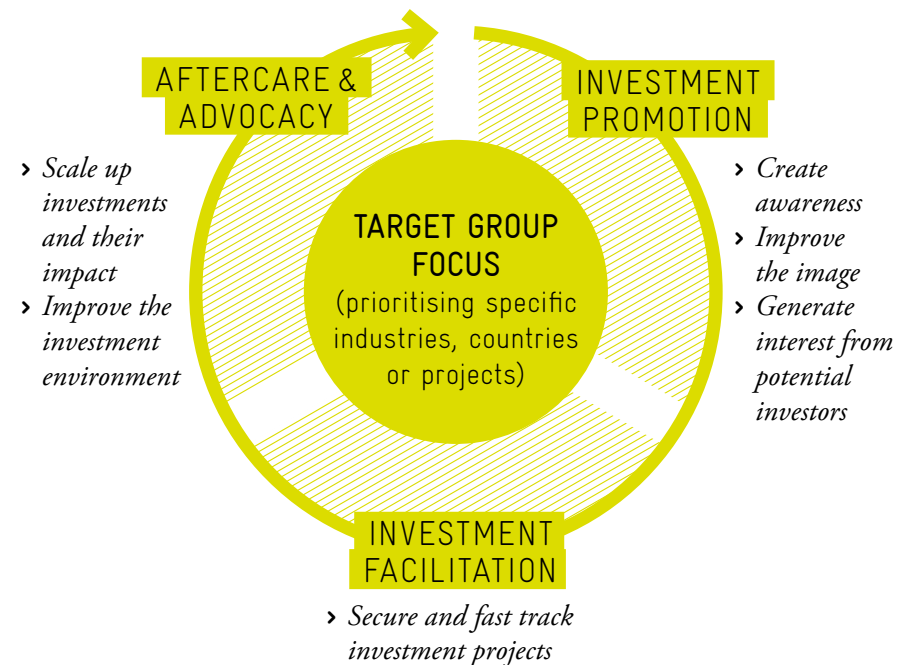 AFTERCARE &
ADVOCACY
› Scale up
investments
and their
impact
› Improve the
investment
environment
INVESTMENT
PROMOTION
› Create
awareness
› Improve
the image
› Generate
interest from
potential
investors
TARGET GROUP
FOCUS
(prioritising specific
industries, countries
or projects)
INVESTMENT
FACILITATION
› Secure and fast track
investment projects